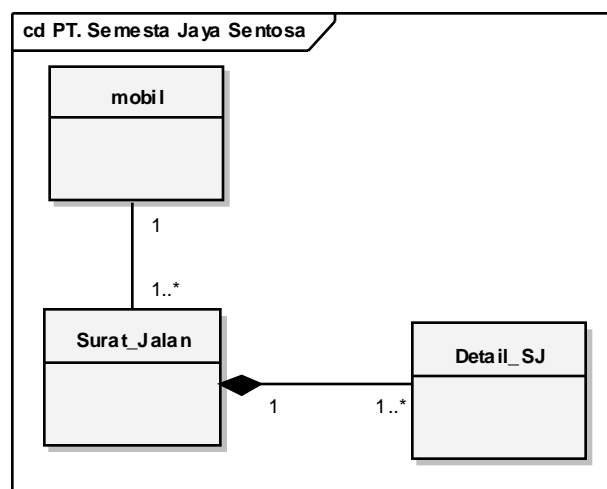 cd PT. Semesta Jaya Sentosa
mobil
1
1..*
Surat_Jalan
Detail_SJ
1
1..*